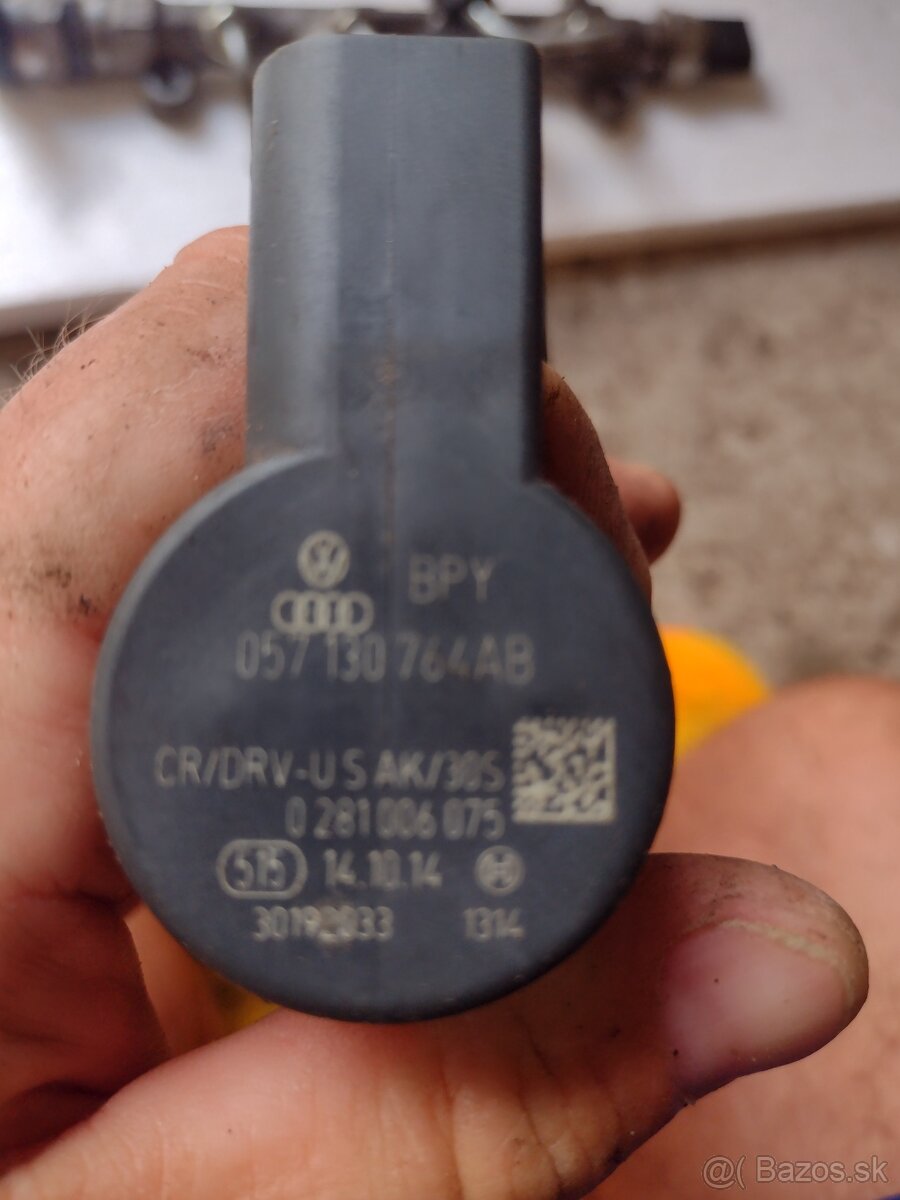 BPY
057 130 764AB
CR/DRV-U S AK/30S
0 281 006 075
515 14.10.14
30192033 1314
@( Bazos.sk